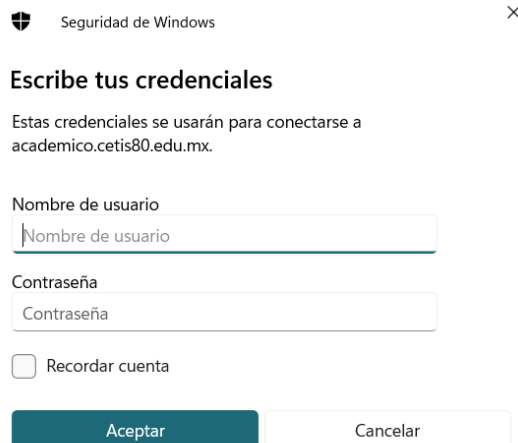 Seguridad de Windows
Escribe tus credenciales
Estas credenciales se usarán para conectarse a
academico.cetis80.edu.mx.
Nombre de usuario
Nombre de usuario
Contraseña
Contraseña
Recordar cuenta
Aceptar Cancelar